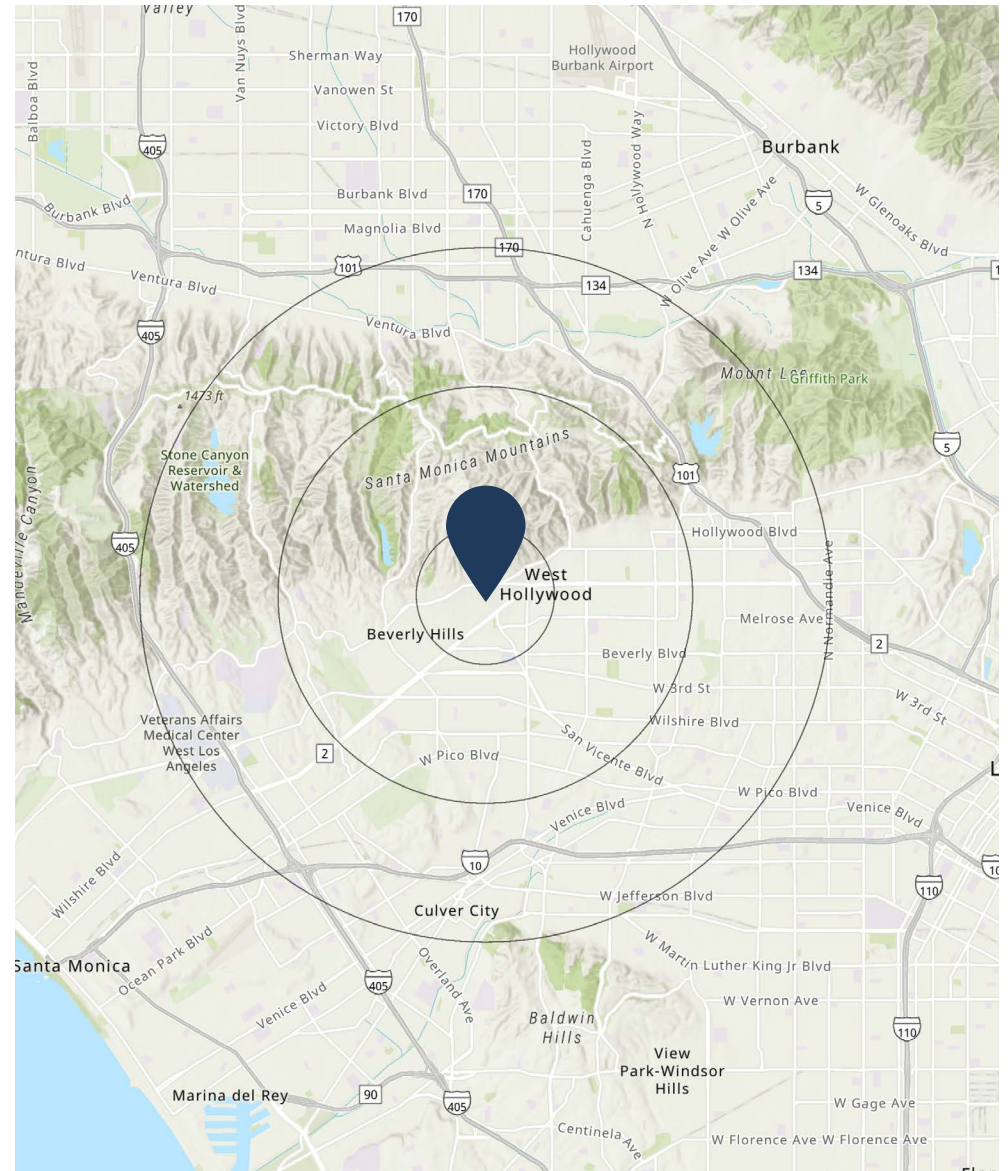 Valley
170
Balboa Blvd
Van Nuys Blvd
Sherman Way
Hollywood
Burbank Airport
Vanowen St
Victory Blvd
405
Cahuenga Blvd
N Hollywood Way
Burbank
170
Burbank Blvd
Burbank Blvd
5
W Olive Ave
W Glenoaks Blvd
Magnolia Blvd
170
ntura Blvd
101
Ventura Blvd
134
134
1
W Olive Ave
405
Ventura Blvd
Mount Lee
Griffith Park
1473 ft
Stone Canyon
Reservoir &
Watershed
Santa Monica Mountains
5
101
Mandeville Canyon
405
Hollywood Blvd
West
Hollywood
N Normandie Ave
Beverly Hills
Melrose Ave
2
Beverly Blvd
W 3rd St
W 3rd St
Veterans Affairs
Medical Center
West Los
Angeles
Wilshire Blvd
2
W Pico Blvd
San Vicente Blvd
L
W Pico Blvd
Venice Blvd
Venice Blvd
10
10
110
Wilshire Blvd
W Jefferson Blvd
Culver City
Santa Monica
Ocean Park Blvd
W Martin Luther King Jr Blvd
405
Overland Ave
Venice Blvd
W Vernon Ave
Baldwin
Hills
110
View
Park-Windsor
Hills
Marina del Rey
90
405
W Gage Ave
Centinela Ave
W Florence Ave
W Florence Ave